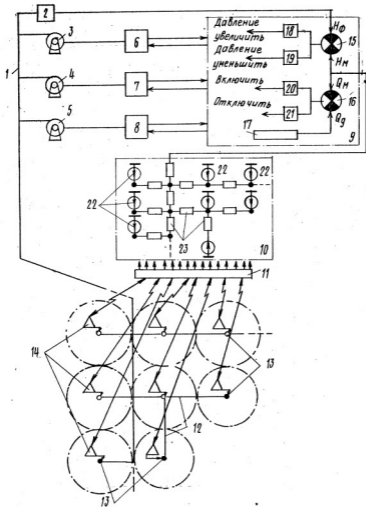 2
3
Давление
увеличить
18
Hф
15
6
Давление
уменьшить
19
Hм
4
1
7
Включить
20
Qм
16
Отключить
21
5
8
17
Qg
9
22
22
22
23
10
11
14
13
12
13